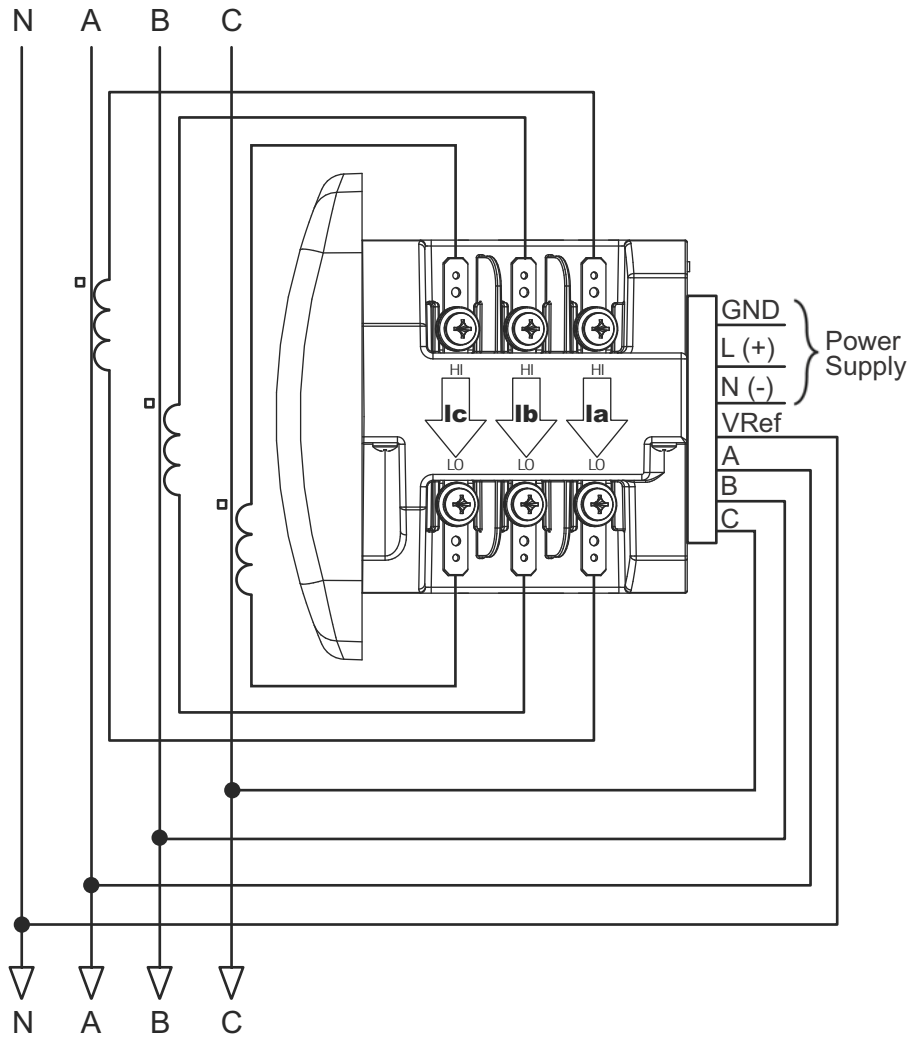 N A B C
GND
L (+)
N (-)
Power
Supply
VRef
A
B
C
HI HI HI
Ic Ib Ia
LO LO LO
N A B C